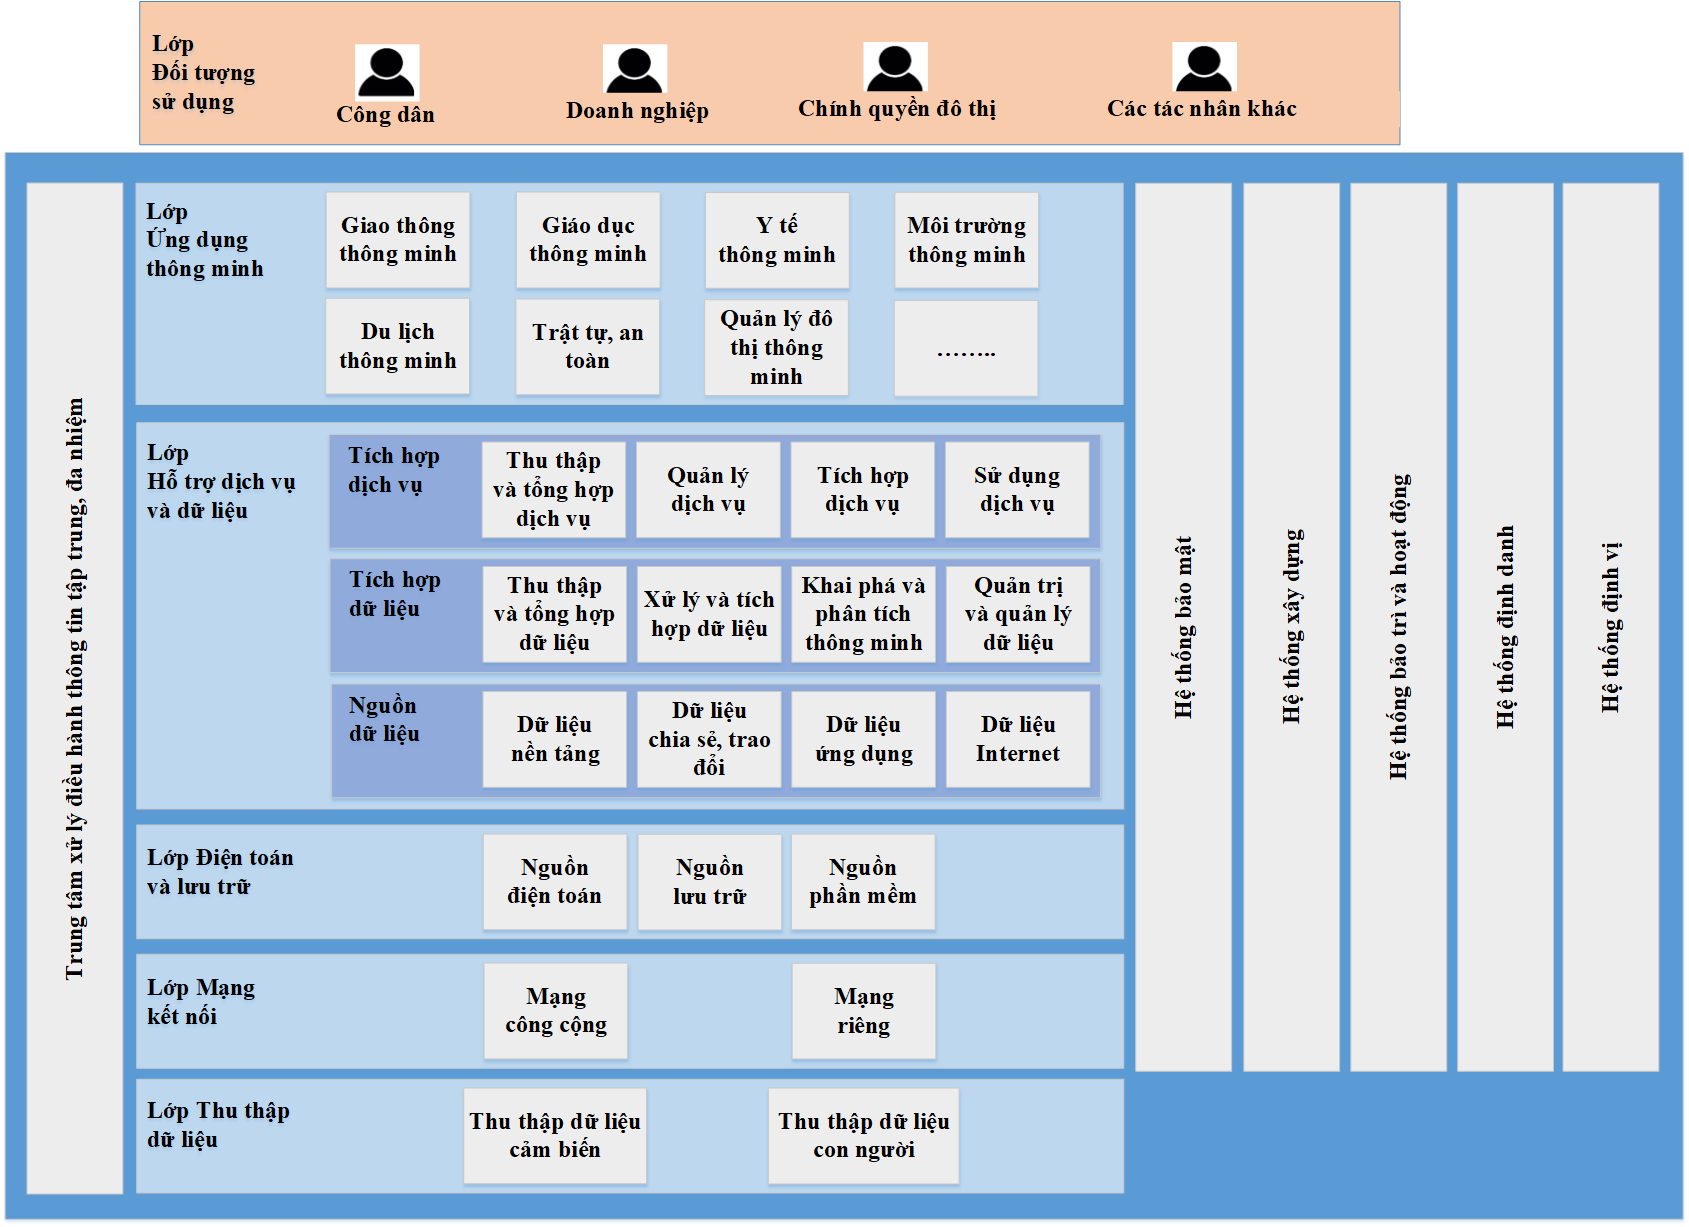 Lớp
Đối tượng
sử dụng
Công dân
Doanh nghiệp
Chính quyền đô thị
Các tác nhân khác
Trung tâm xử lý điều hành thông tin tập trung, đa nhiệm
Lớp
Ứng dụng
thông minh
Giao thông
thông minh
Giáo dục
thông minh
Y tế
thông minh
Môi trường
thông minh
Du lịch
thông minh
Trật tự, an
toàn
Quản lý đô
thị thông
minh
……..
Lớp
Hỗ trợ dịch vụ
và dữ liệu
Tích hợp
dịch vụ
Thu thập
và tổng hợp
dịch vụ
Quản lý
dịch vụ
Tích hợp
dịch vụ
Sử dụng
dịch vụ
Tích hợp
dữ liệu
Thu thập
và tổng hợp
dữ liệu
Xử lý và tích
hợp dữ liệu
Khai phá và
phân tích
thông minh
Quản trị
và quản lý
dữ liệu
Nguồn
dữ liệu
Dữ liệu
nền tảng
Dữ liệu
chia sẻ, trao
đổi
Dữ liệu
ứng dụng
Dữ liệu
Internet
Lớp Điện toán
và lưu trữ
Nguồn
điện toán
Nguồn
lưu trữ
Nguồn
phần mềm
Lớp Mạng
kết nối
Mạng
công cộng
Mạng
riêng
Lớp Thu thập
dữ liệu
Thu thập dữ liệu
cảm biến
Thu thập dữ liệu
con người
Hệ thống bảo mật
Hệ thống xây dựng
Hệ thống bảo trì và hoạt động
Hệ thống định danh
Hệ thống định vị